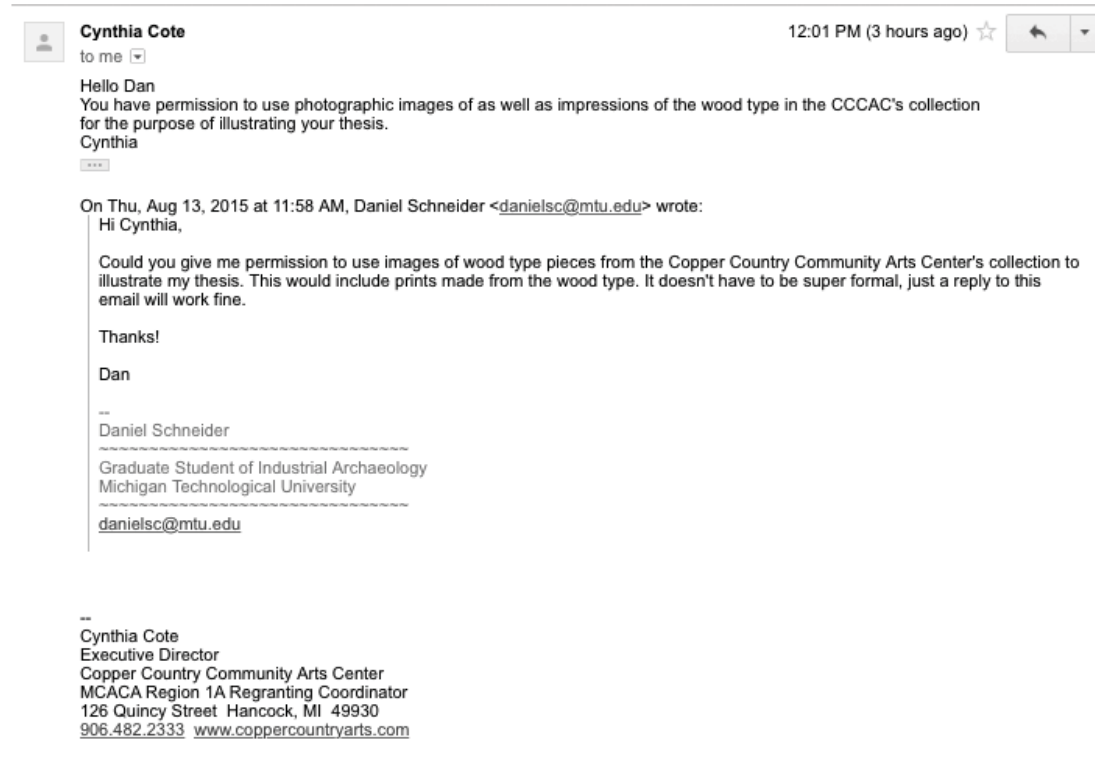 Cynthia Cote
12:01 PM (3 hours ago)
to me
Hello Dan
You have permission to use photographic images of as well as impressions of the wood type in the CCCAC's collection
for the purpose of illustrating your thesis.
Cynthia
On Thu, Aug 13, 2015 at 11:58 AM, Daniel Schneider <danielsc@mtu.edu> wrote:
Hi Cynthia,
Could you give me permission to use images of wood type pieces from the Copper Country Community Arts Center's collection to
illustrate my thesis. This would include prints made from the wood type. It doesn't have to be super formal, just a reply to this
email will work fine.
Thanks!
Dan
--
Daniel Schneider
~~~~~~~~~~~~~~~~~~~~~~~~~~~~~~~
Graduate Student of Industrial Archaeology
Michigan Technological University
~~~~~~~~~~~~~~~~~~~~~~~~~~~~~~~
danielsc@mtu.edu
--
Cynthia Cote
Executive Director
Copper Country Community Arts Center
MCACA Region 1A Regranting Coordinator
126 Quincy Street  Hancock, MI  49930
906.482.2333  www.coppercountryarts.com